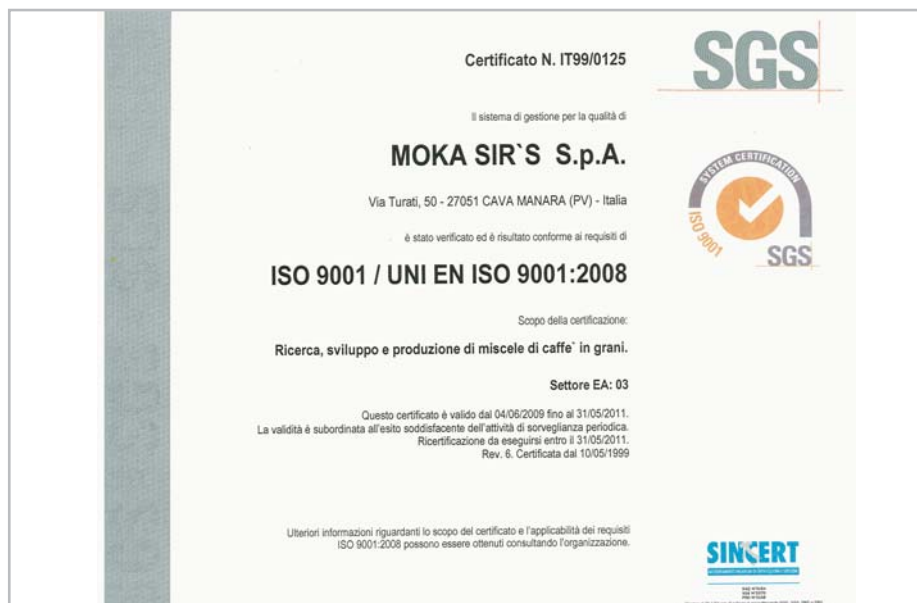 Certificato N. IT99/0125
SGS
Il sistema di gestione per la qualità di
MOKA SIR`S S.p.A.
Via Turati, 50 - 27051 CAVA MANARA (PV) - Italia
è stato verificato ed è risultato conforme ai requisiti di
ISO 9001 / UNI EN ISO 9001:2008
SYSTEM CERTIFICATION
ISO 9001
SGS
Scopo della certificazione:
Ricerca, sviluppo e produzione di miscele di caffe` in grani.
Settore EA: 03
Questo certificato è valido dal 04/06/2009 fino al 31/05/2011.
La validità è subordinata all'esito soddisfacente dell'attività di sorveglianza periodica.
Ricertificazione da eseguirsi entro il 31/05/2011.
Rev. 6. Certificata dal 10/05/1999
Ulteriori informazioni riguardanti lo scopo del certificato e l'applicabilità dei requisiti
ISO 9001:2008 possono essere ottenuti consultando l'organizzazione.
SINCERT